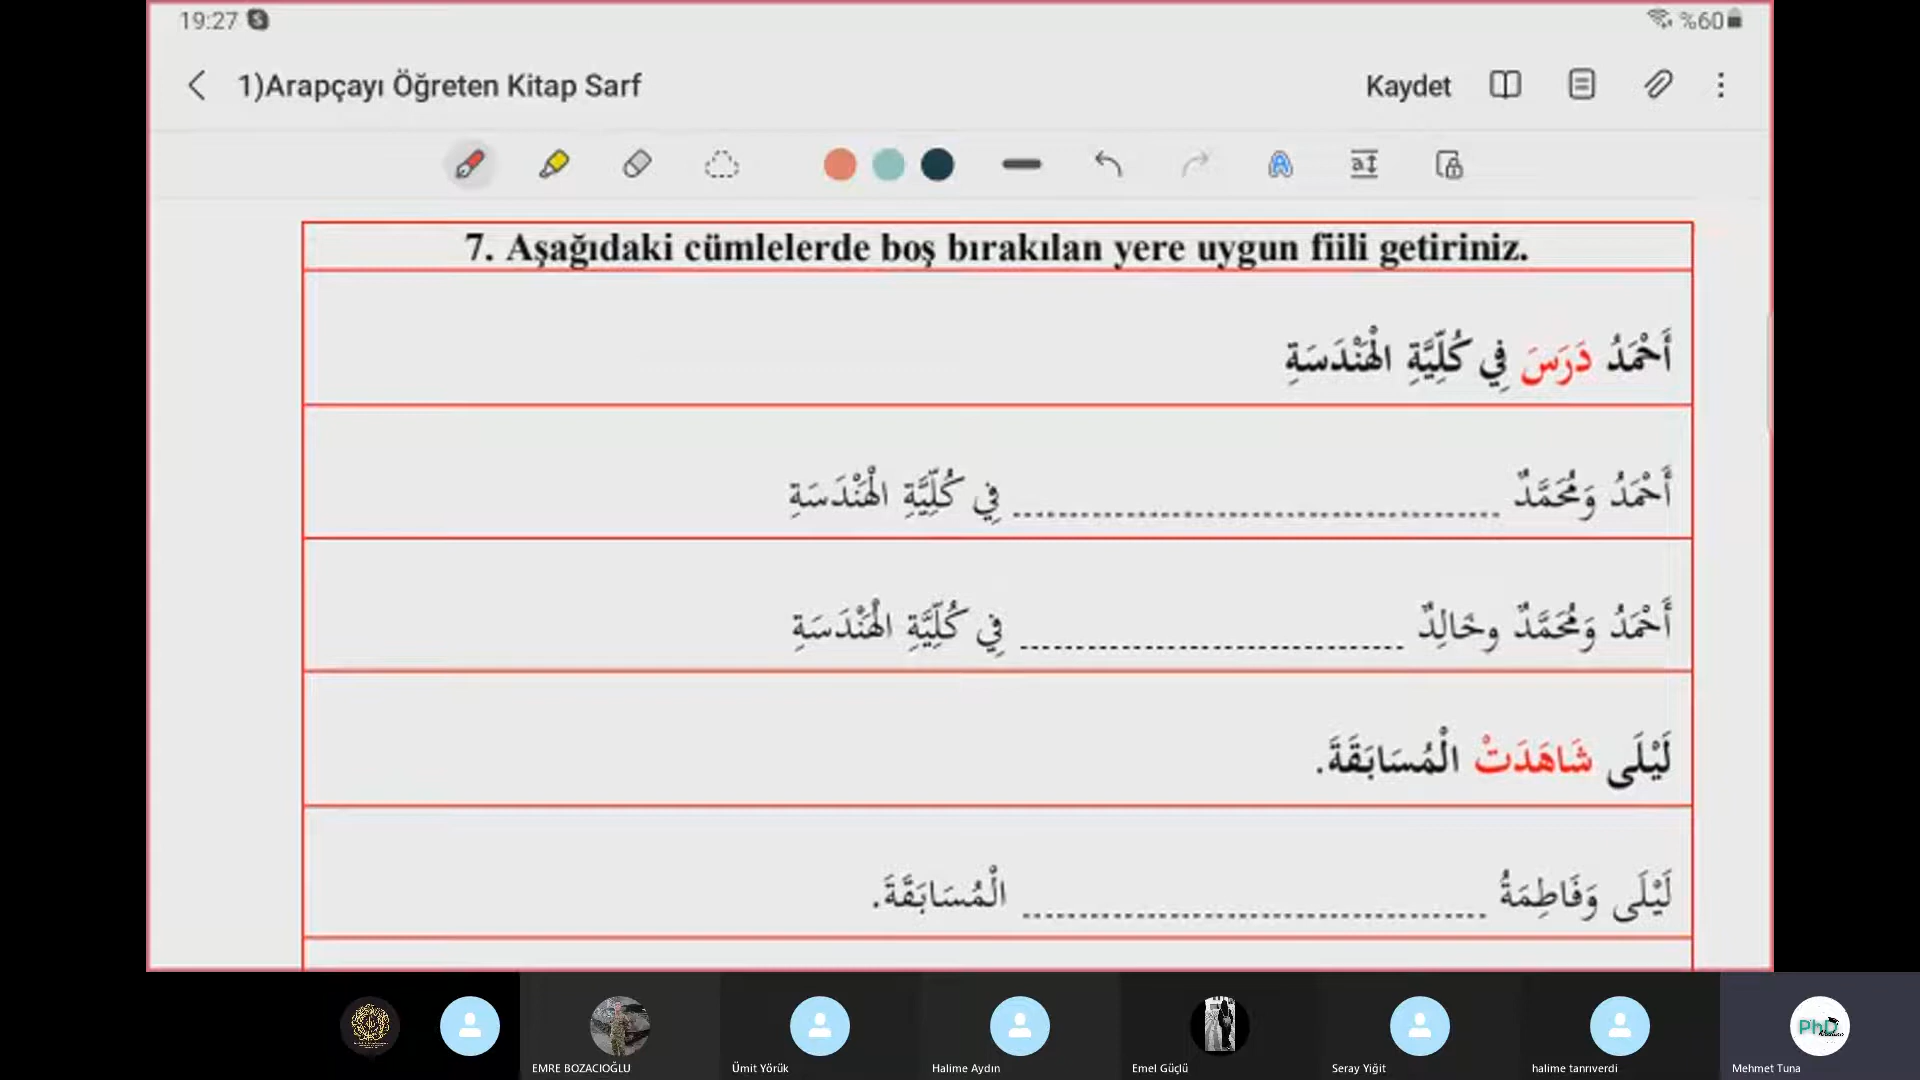 19:27
%60
1)Arapçayı Öğreten Kitap Sarf
Kaydet
7. Aşağıdaki cümlelerde boş bırakılan yere uygun fiili getiriniz.
أَحْمَدُ دَرَسَ فِي كُلِّيَّةِ الْهَنْدَسَةِ
أَحْمَدُ وَمُحَمَّدٌ ................................ فِي كُلِّيَّةِ الْهَنْدَسَةِ
أَحْمَدُ وَمُحَمَّدٌ وخَالِدٌ ................................ فِي كُلِّيَّةِ الْهَنْدَسَةِ
لَيْلَى شَاهَدَتْ الْمُسَابَقَةَ.
لَيْلَى وَفَاطِمَةُ ................................ الْمُسَابَقَةَ.
EMRE BOZACIOĞLU
Ümit Yörük
Halime Aydın
Emel Güçlü
Seray Yiğit
halime tanrıverdi
PhD
Mehmet Tuna